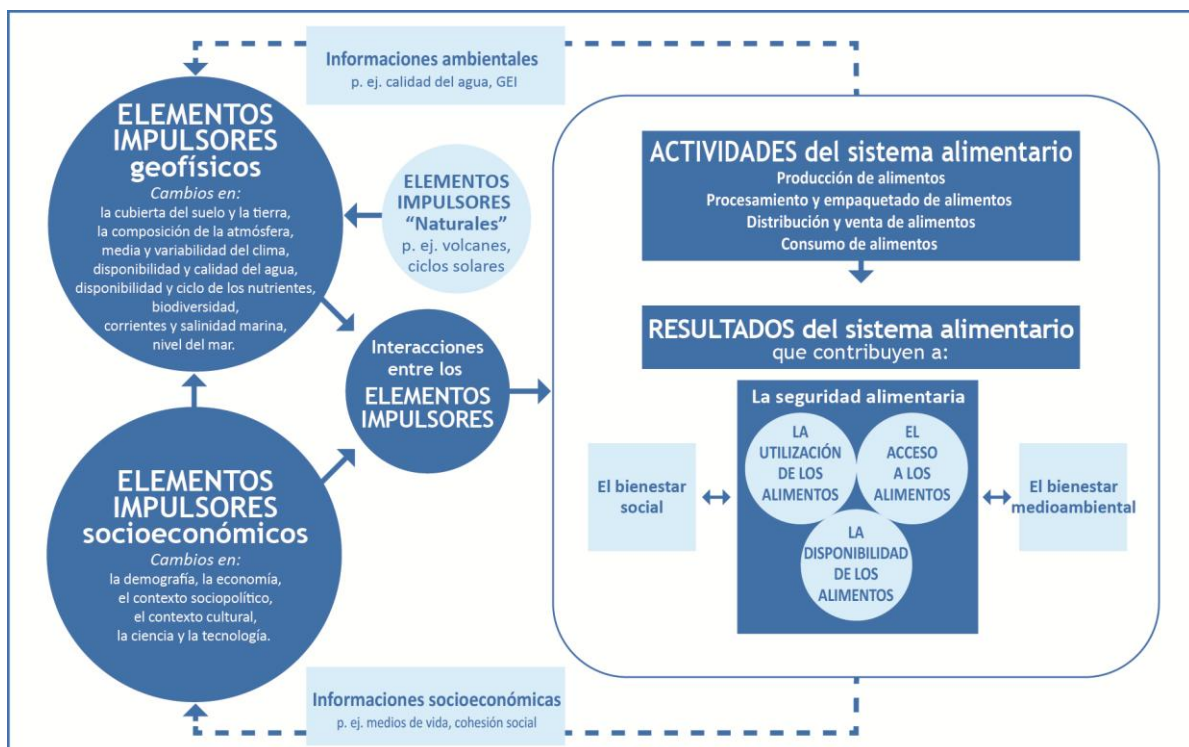 Informaciones ambientales
p. ej. calidad del agua, GEI
ELEMENTOS
IMPULSORES
geofísicos
Cambios en:
la cubierta del suelo y la tierra,
la composición de la atmósfera,
media y variabilidad del clima,
disponibilidad y calidad del agua,
disponibilidad y ciclo de los nutrientes,
biodiversidad,
corrientes y salinidad marina,
nivel del mar.
ELEMENTOS
IMPULSORES
“Naturales”
p. ej. volcanes,
ciclos solares
Interacciones
entre los
ELEMENTOS
IMPULSORES
ELEMENTOS
IMPULSORES
socioeconómicos
Cambios en:
la demografía, la economía,
el contexto sociopolítico,
el contexto cultural,
la ciencia y la tecnología.
ACTIVIDADES del sistema alimentario
Producción de alimentos
Procesamiento y empaquetado de alimentos
Distribución y venta de alimentos
Consumo de alimentos
RESULTADOS del sistema alimentario
que contribuyen a:
La seguridad alimentaria
LA
UTILIZACIÓN
DE LOS
ALIMENTOS
EL
ACCESO
A LOS
ALIMENTOS
LA
DISPONIBILIDAD
DE LOS
ALIMENTOS
El bienestar
social
El bienestar
medioambiental
Informaciones socioeconómicas
p. ej. medios de vida, cohesión social